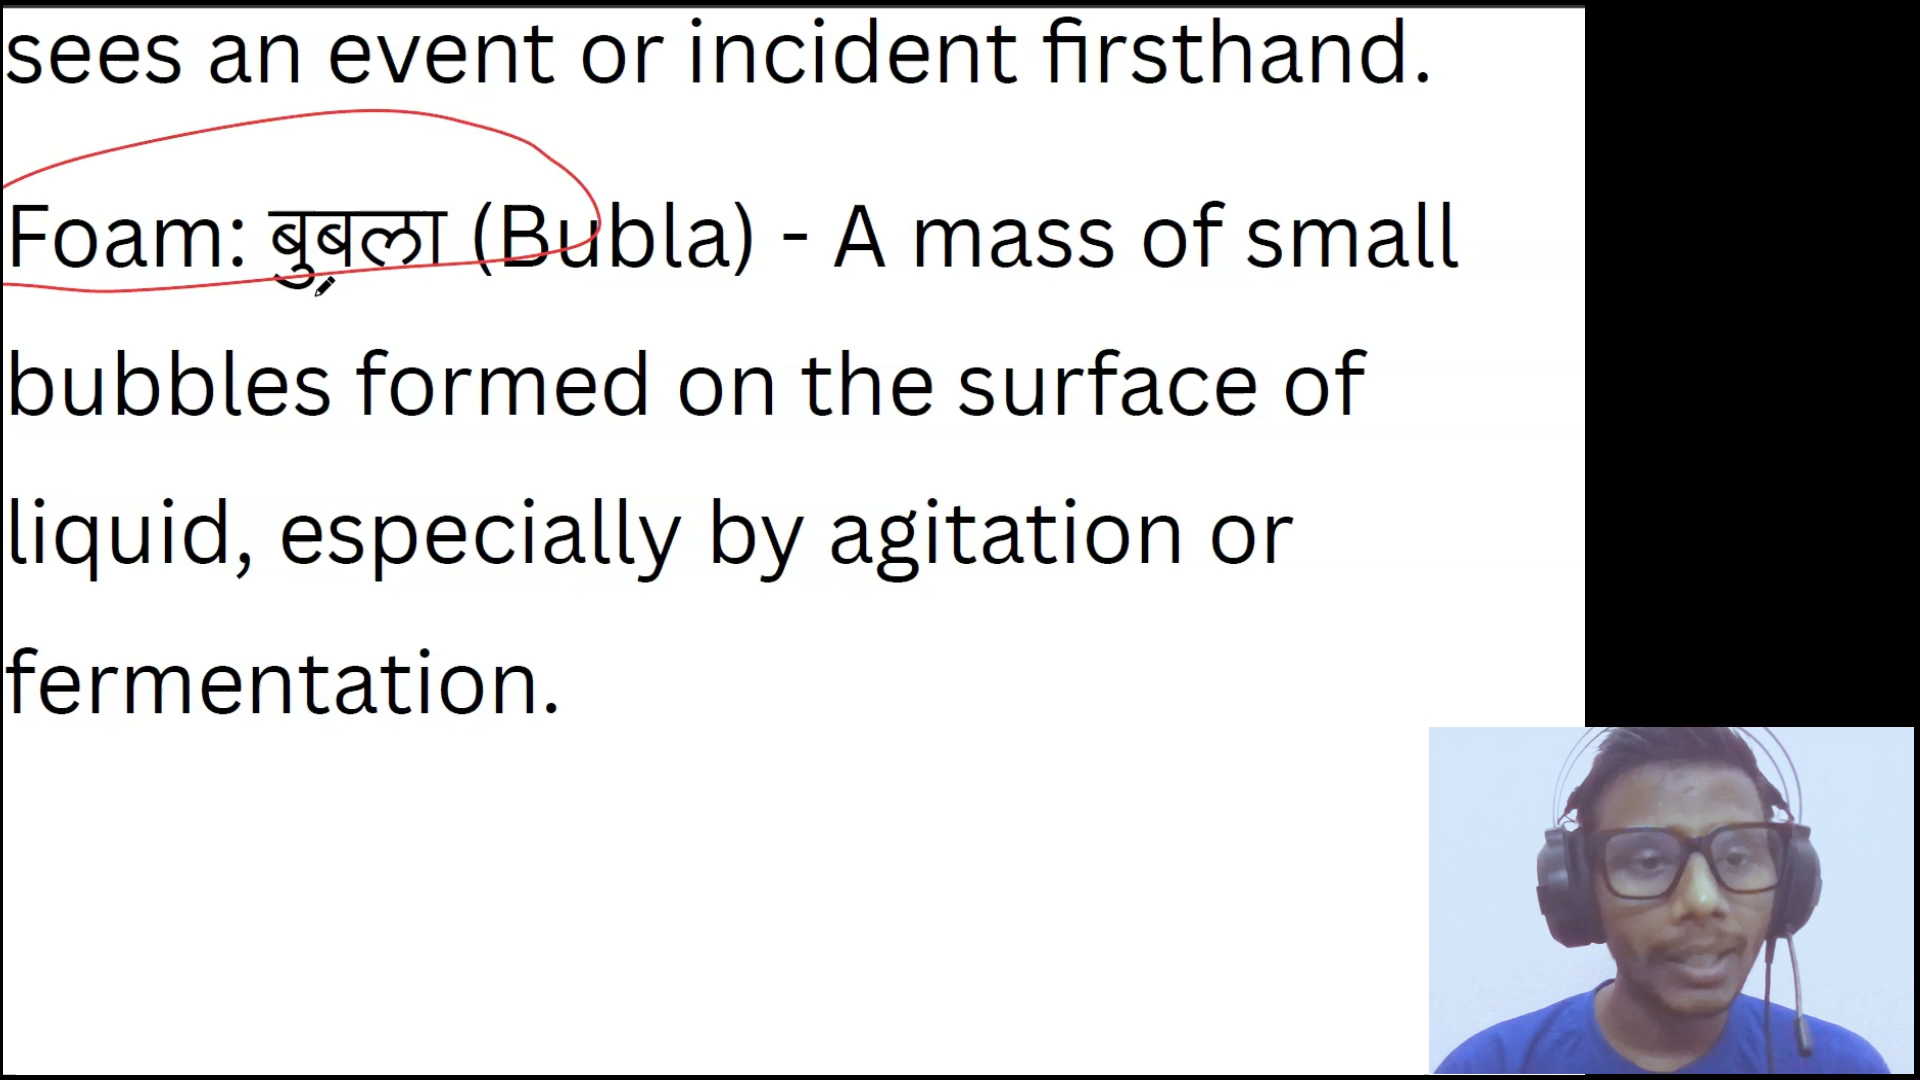 sees an event or incident firsthand.
Foam: बुबला (Bubla) - A mass of small
bubbles formed on the surface of
liquid, especially by agitation or
fermentation.